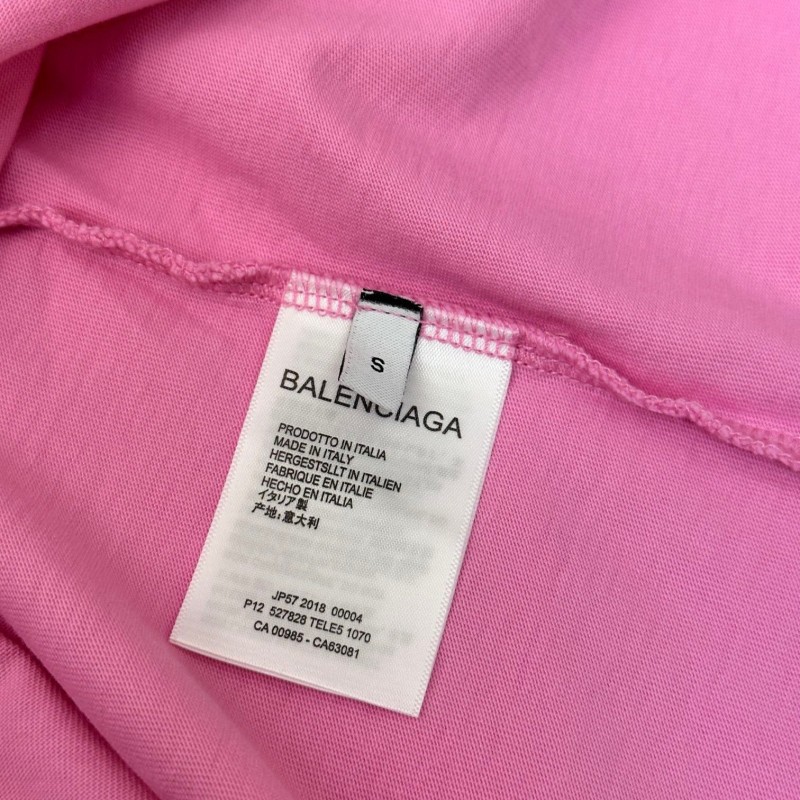 S
BALENCIAGA
PRODOTTO IN ITALIA
MADE IN ITALY
HERGESTSLLT IN ITALIEN
FABRIQUE EN ITALIE
HECHO EN ITALIA
イタリア製
产地:意大利
JP57 2018 00004
P12 527828 TELE5 1070
CA 00985 - CA63081